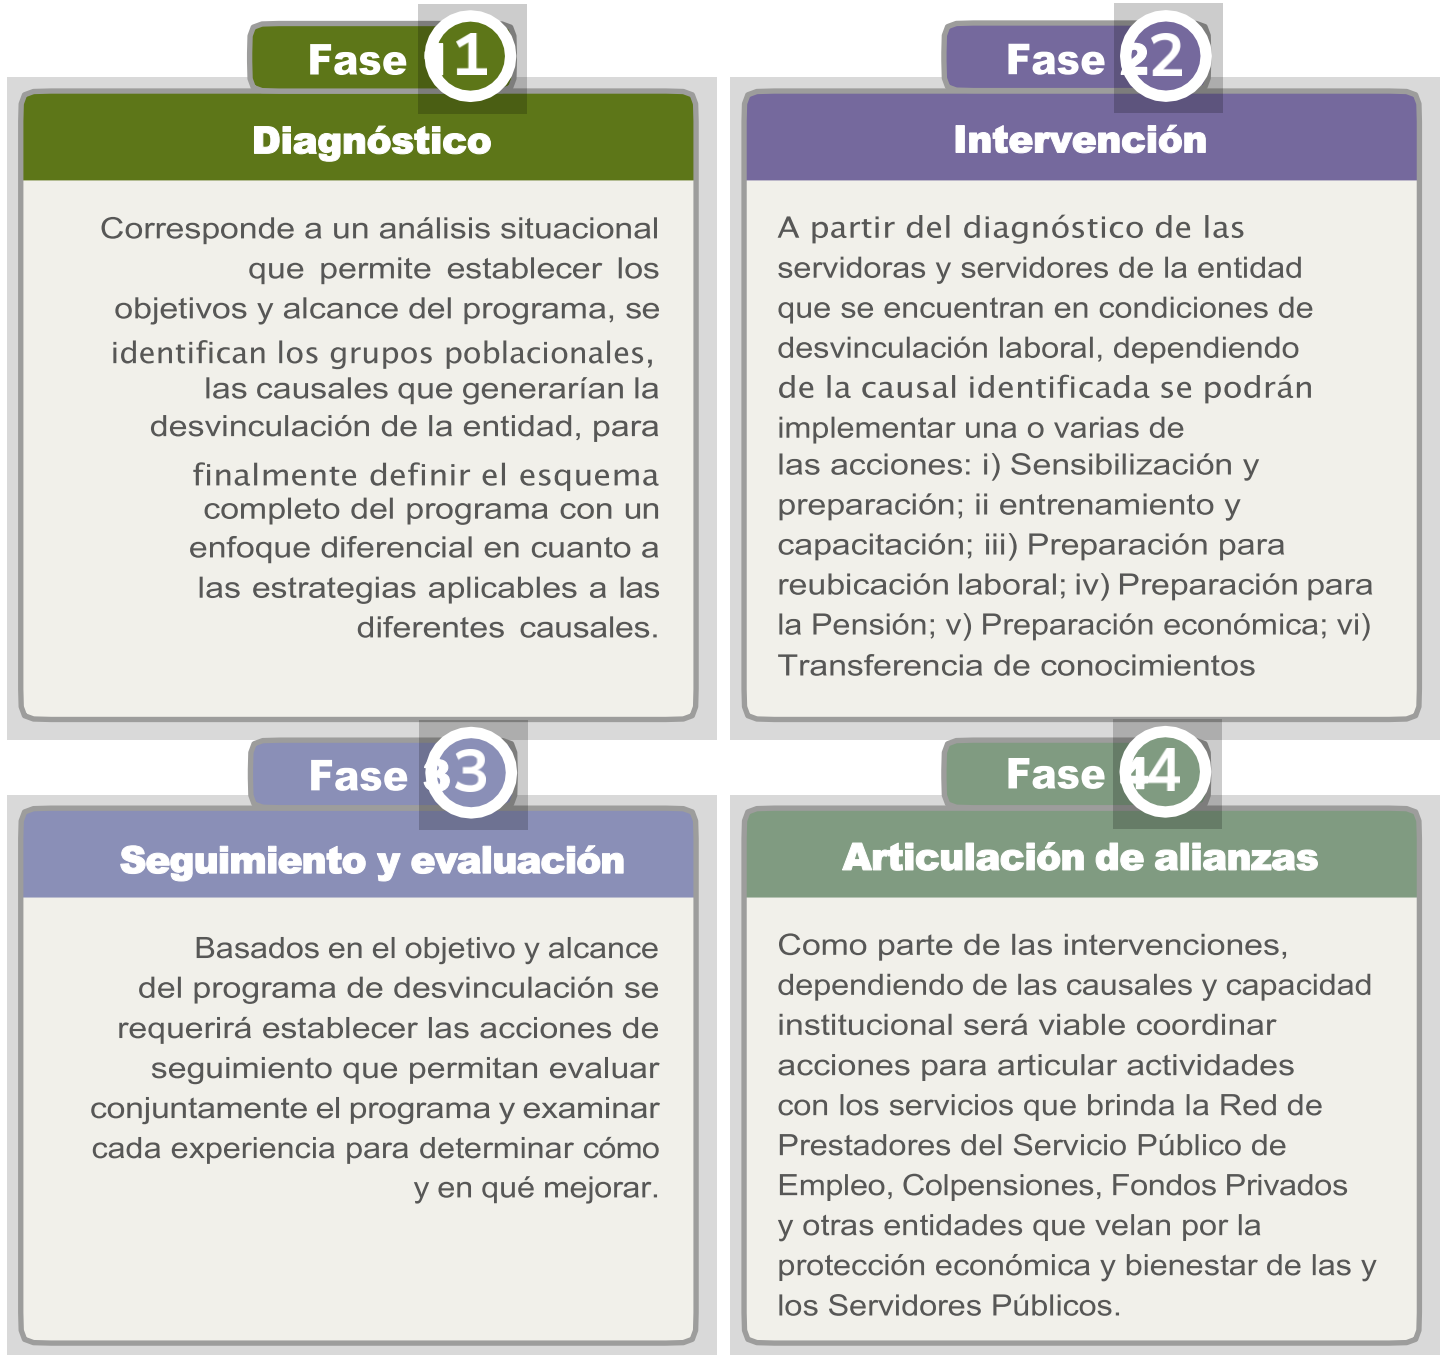 Fase 1
Diagnóstico
Corresponde a un análisis situacional
que permite establecer los
objetivos y alcance del programa, se
identifican los grupos poblacionales,
las causales que generarían la
desvinculación de la entidad, para
finalmente definir el esquema
completo del programa con un
enfoque diferencial en cuanto a
las estrategias aplicables a las
diferentes causales.
Fase 2
Intervención
A partir del diagnóstico de las
servidoras y servidores de la entidad
que se encuentran en condiciones de
desvinculación laboral, dependiendo
de la causal identificada se podrán
implementar una o varias de
las acciones: i) Sensibilización y
preparación; ii entrenamiento y
capacitación; iii) Preparación para
reubicación laboral; iv) Preparación para
la Pensión; v) Preparación económica; vi)
Transferencia de conocimientos
Fase 3
Seguimiento y evaluación
Basados en el objetivo y alcance
del programa de desvinculación se
requerirá establecer las acciones de
seguimiento que permitan evaluar
conjuntamente el programa y examinar
cada experiencia para determinar cómo
y en qué mejorar.
Fase 4
Articulación de alianzas
Como parte de las intervenciones,
dependiendo de las causales y capacidad
institucional será viable coordinar
acciones para articular actividades
con los servicios que brinda la Red de
Prestadores del Servicio Público de
Empleo, Colpensiones, Fondos Privados
y otras entidades que velan por la
protección económica y bienestar de las y
los Servidores Públicos.